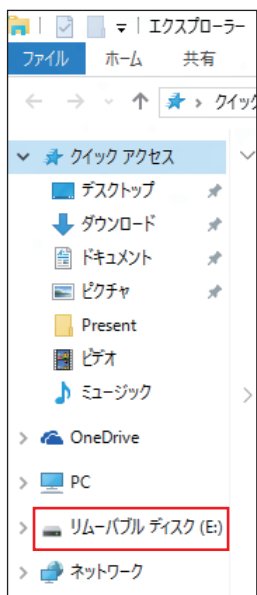 エクスプローラー
ファイル ホーム 共有
クイック
クイック アクセス
デスクトップ
ダウンロード
ドキュメント
ピクチャ
Present
ビデオ
ミュージック
OneDrive
PC
リムーバブル ディスク (E:)
ネットワーク